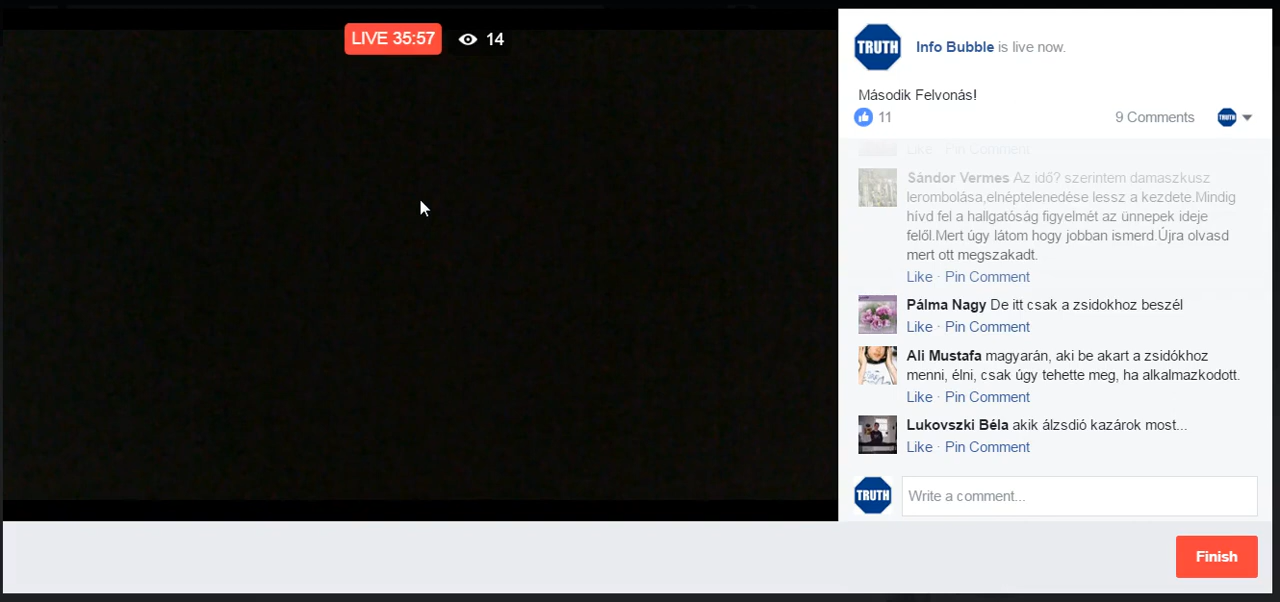 LIVE 35:57 14
TRUTH Info Bubble is live now.
Második Felvonás!
11 9 Comments TRUTH
Like · Pin Comment
Sándor Vermes Az idő? szerintem damaszkusz
lerombolása,elnéptelenedése lessz a kezdete.Mindig
hívd fel a hallgatóság figyelmét az ünnepek ideje
felől.Mert úgy látom hogy jobban ismerd.Újra olvasd
mert ott megszakadt.
Like · Pin Comment
Pálma Nagy De itt csak a zsidokhoz beszél
Like · Pin Comment
Ali Mustafa magyarán, aki be akart a zsidókhoz
menni, élni, csak úgy tehette meg, ha alkalmazkodott.
Like · Pin Comment
Lukovszki Béla akik álzsdió kazárok most...
Like · Pin Comment
TRUTH Write a comment...
Finish